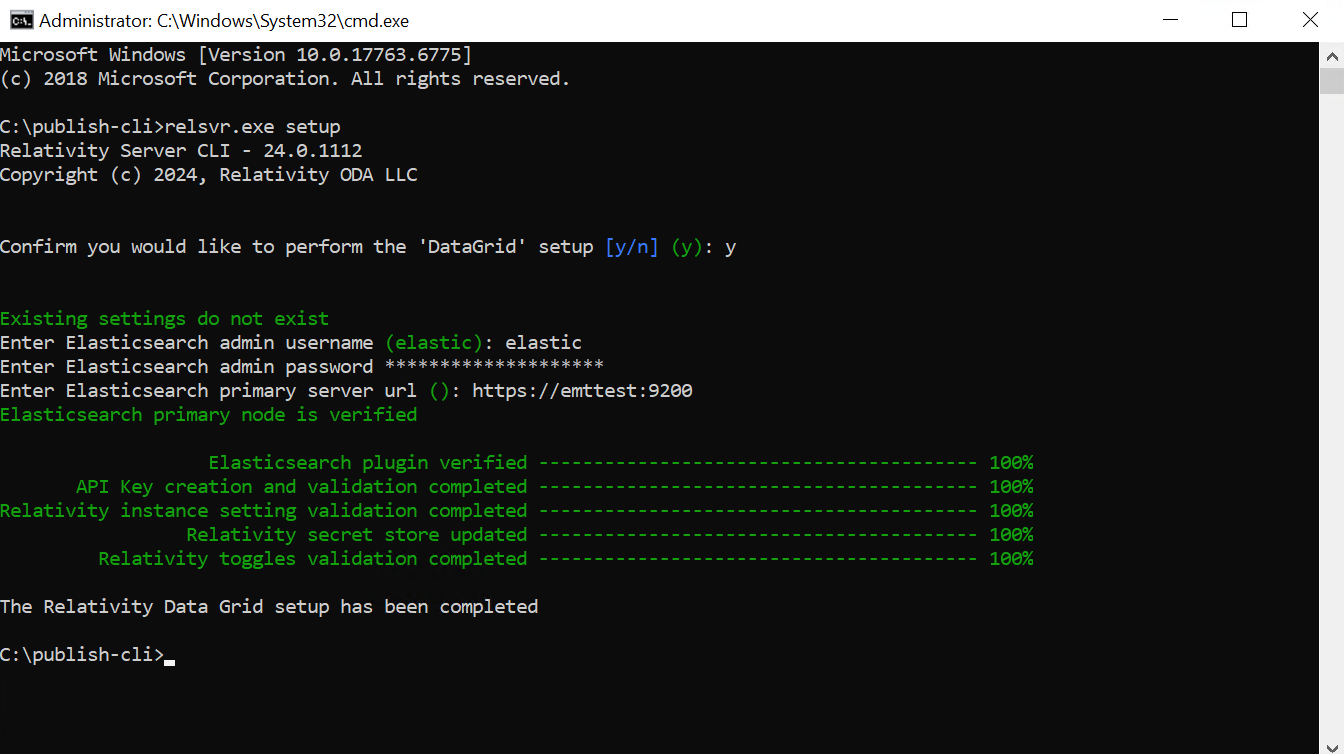 Administrator: C:\Windows\System32\cmd.exe
Microsoft Windows [Version 10.0.17763.6775]
(c) 2018 Microsoft Corporation. All rights reserved.
C:\publish-cli>relsvr.exe setup
Relativity Server CLI - 24.0.1112
Copyright (c) 2024, Relativity ODA LLC
Confirm you would like to perform the 'DataGrid' setup [y/n] (y): y
Existing settings do not exist
Enter Elasticsearch admin username (elastic): elastic
Enter Elasticsearch admin password ********************
Enter Elasticsearch primary server url (): https://emttest:9200
Elasticsearch primary node is verified
Elasticsearch plugin verified ---------------------------------------- 100%
API Key creation and validation completed ---------------------------------------- 100%
Relativity instance setting validation completed ---------------------------------------- 100%
Relativity secret store updated ---------------------------------------- 100%
Relativity toggles validation completed ---------------------------------------- 100%
The Relativity Data Grid setup has been completed
C:\publish-cli>